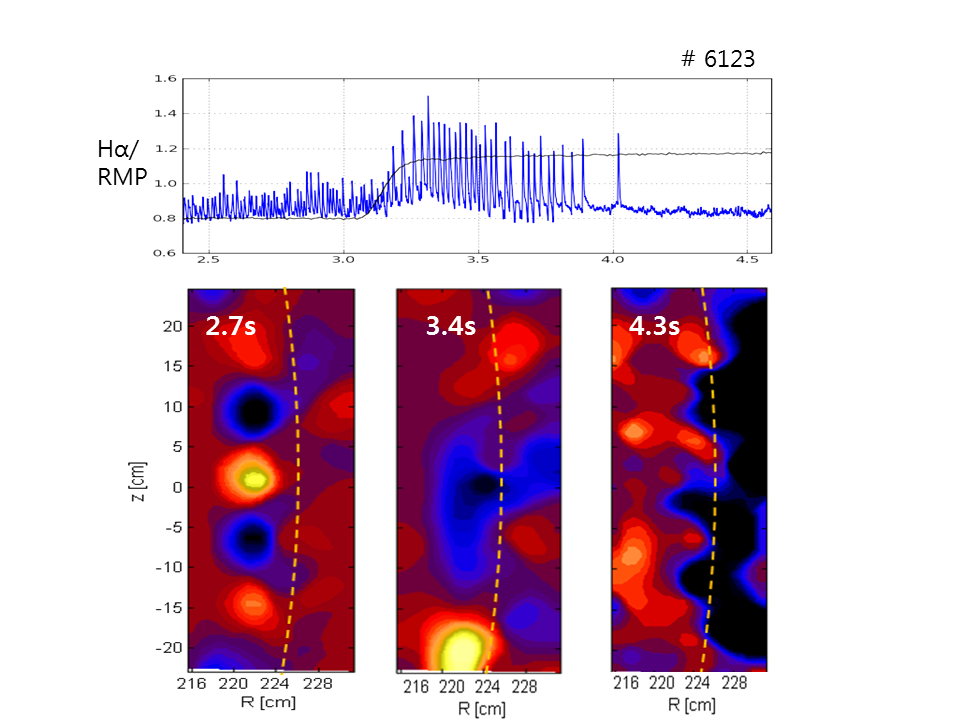 # 6123
1.6
1.4
1.2
1.0
0.8
0.6
Hα/
RMP
2.5 3.0 3.5 4.0 4.5
2.7s 3.4s 4.3s
20
15
10
5
0
-5
-10
-15
-20
z [cm]
216 220 224 228
R [cm]
216 220 224 228
R [cm]
216 220 224 228
R [cm]